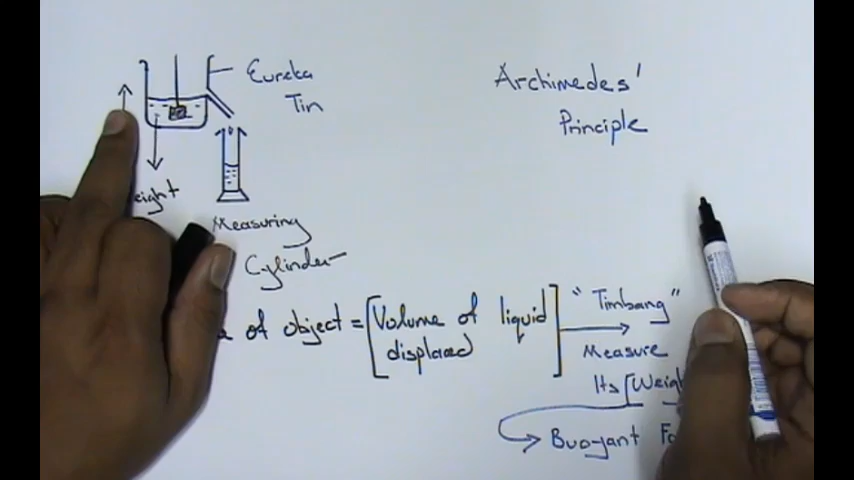 Eureka
Tin
Archimedes'
Principle
Measuring
Cylinder
of object = [Volume of liquid displaced]
"Timbang"
Measure
Its
Buoyant